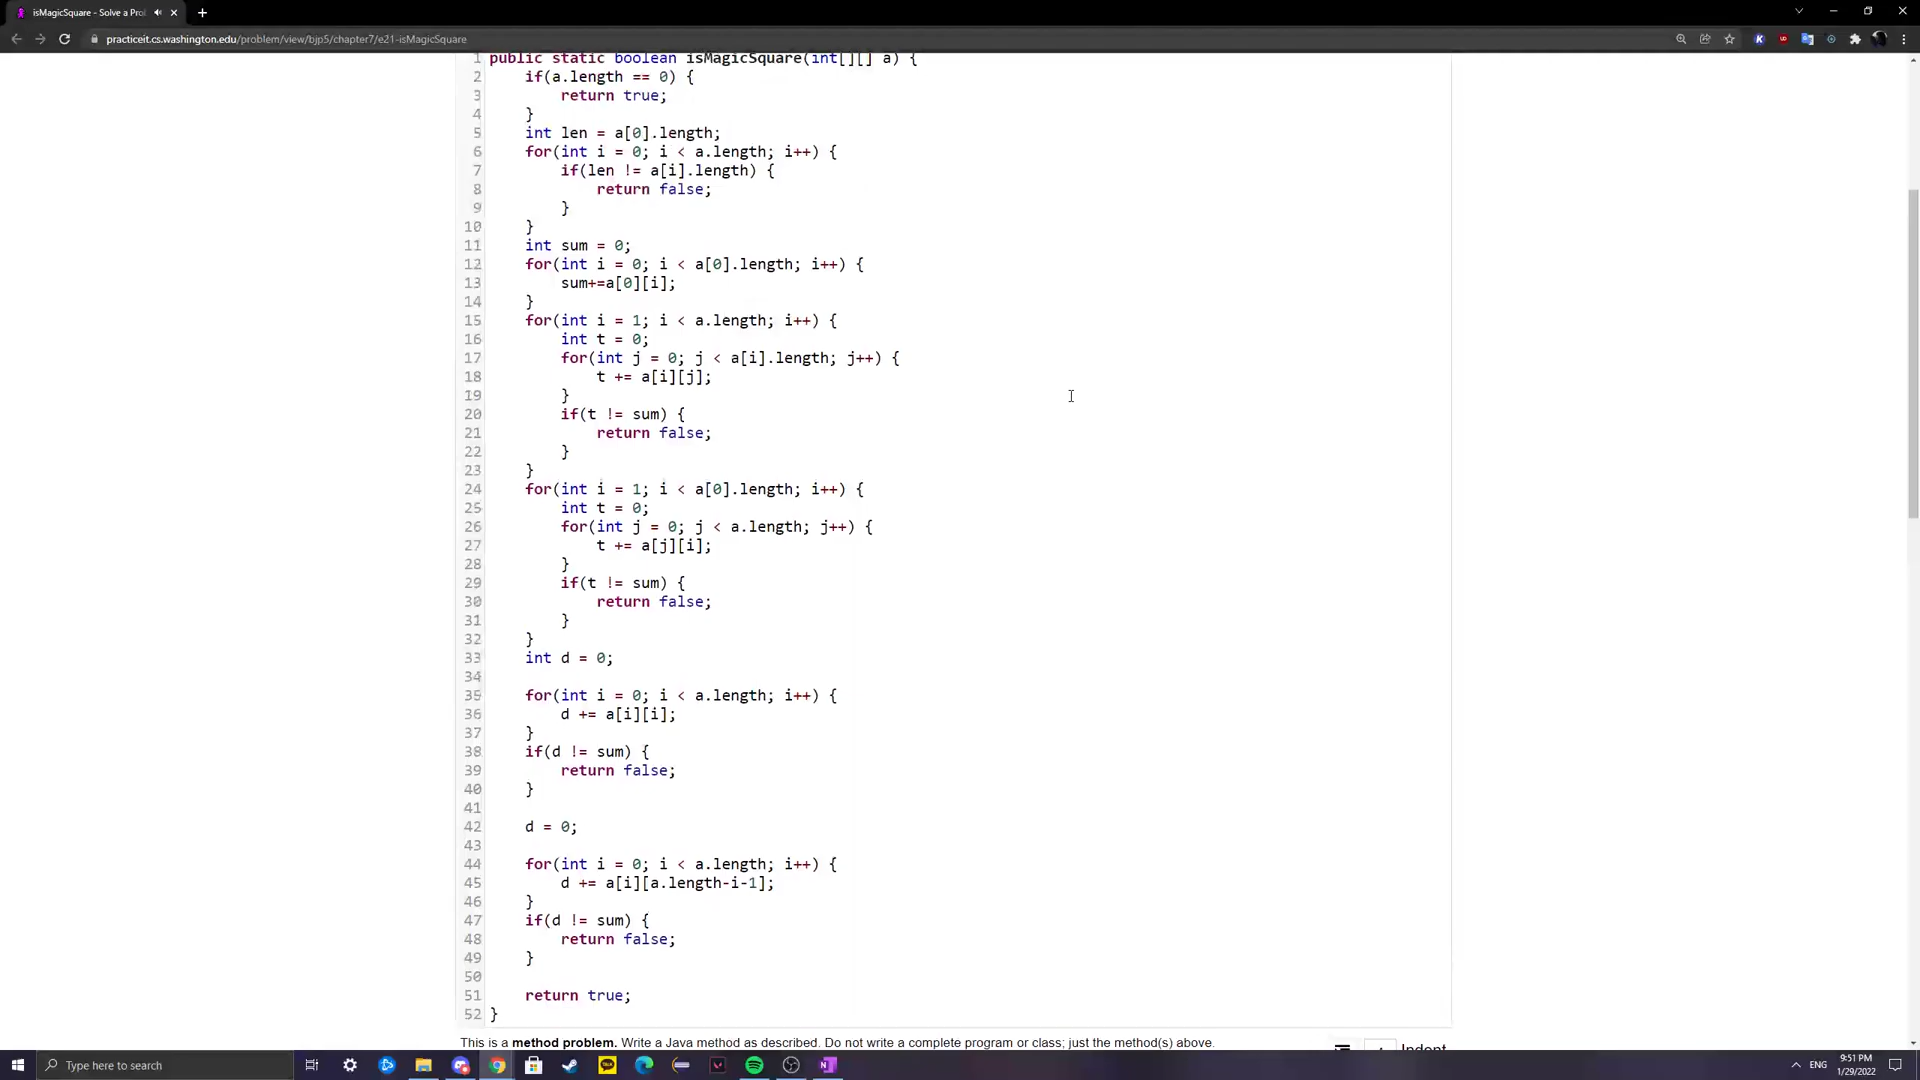 isMagicSquare - Solve a Pro
practiceit.cs.washington.edu/problem/view/bjp5/chapter7/e21-isMagicSquare
1 public static boolean isMagicSquare(int[][] a) {
2 if(a.length == 0) {
3 return true;
4 }
5 int len = a[0].length;
6 for(int i = 0; i < a.length; i++) {
7 if(len != a[i].length) {
8 return false;
9 }
10 }
11 int sum = 0;
12 for(int i = 0; i < a[0].length; i++) {
13 sum+=a[0][i];
14 }
15 for(int i = 1; i < a.length; i++) {
16 int t = 0;
17 for(int j = 0; j < a[i].length; j++) {
18 t += a[i][j];
19 }
20 if(t != sum) {
21 return false;
22 }
23 }
24 for(int i = 1; i < a[0].length; i++) {
25 int t = 0;
26 for(int j = 0; j < a.length; j++) {
27 t += a[j][i];
28 }
29 if(t != sum) {
30 return false;
31 }
32 }
33 int d = 0;
34
35 for(int i = 0; i < a.length; i++) {
36 d += a[i][i];
37 }
38 if(d != sum) {
39 return false;
40 }
41
42 d = 0;
43
44 for(int i = 0; i < a.length; i++) {
45 d += a[i][a.length-i-1];
46 }
47 if(d != sum) {
48 return false;
49 }
50
51 return true;
52 }
This is a method problem. Write a Java method as described. Do not write a complete program or class; just the method(s) above.
Indent
Type here to search
ENG
9:51 PM
1/29/2022